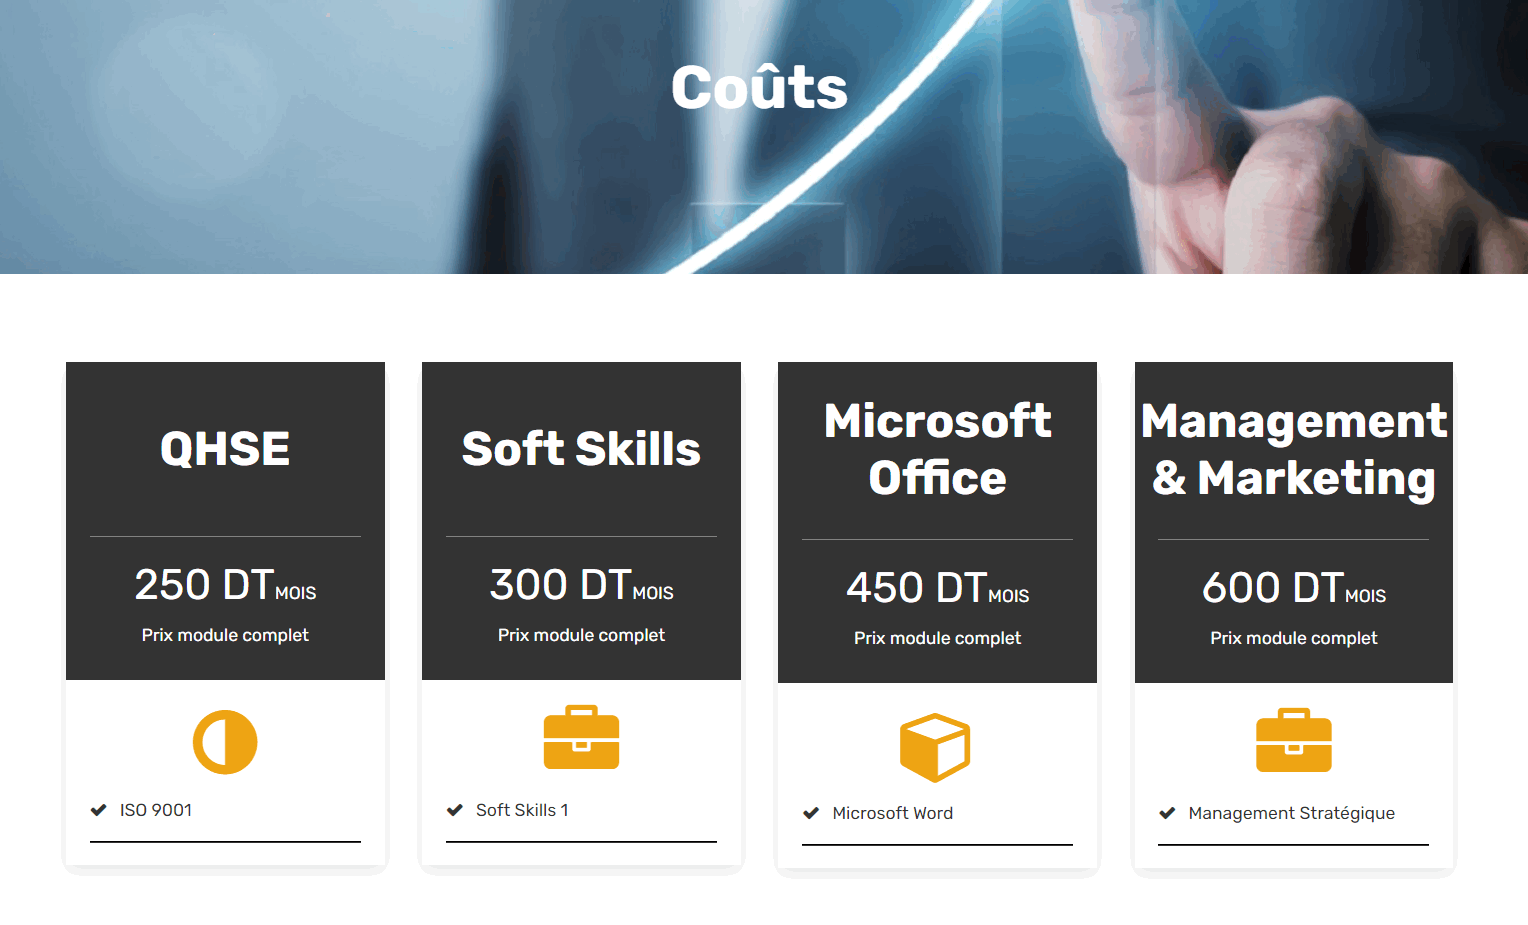 Coûts
QHSE
250 DT MOIS
Prix module complet
ISO 9001
Soft Skills
300 DT MOIS
Prix module complet
Soft Skills 1
Microsoft
Office
450 DT MOIS
Prix module complet
Microsoft Word
Management
& Marketing
600 DT MOIS
Prix module complet
Management Stratégique